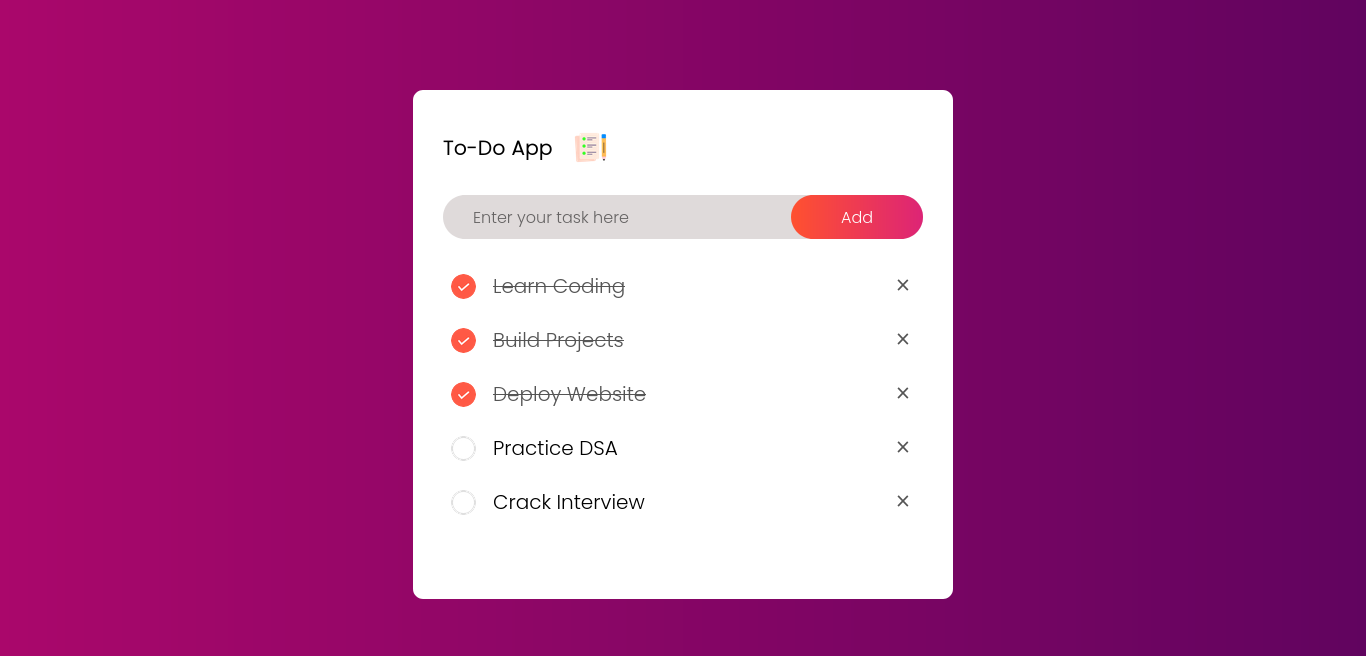 To-Do App
Enter your task here
Add
Learn Coding
Build Projects
Deploy Website
Practice DSA
Crack Interview